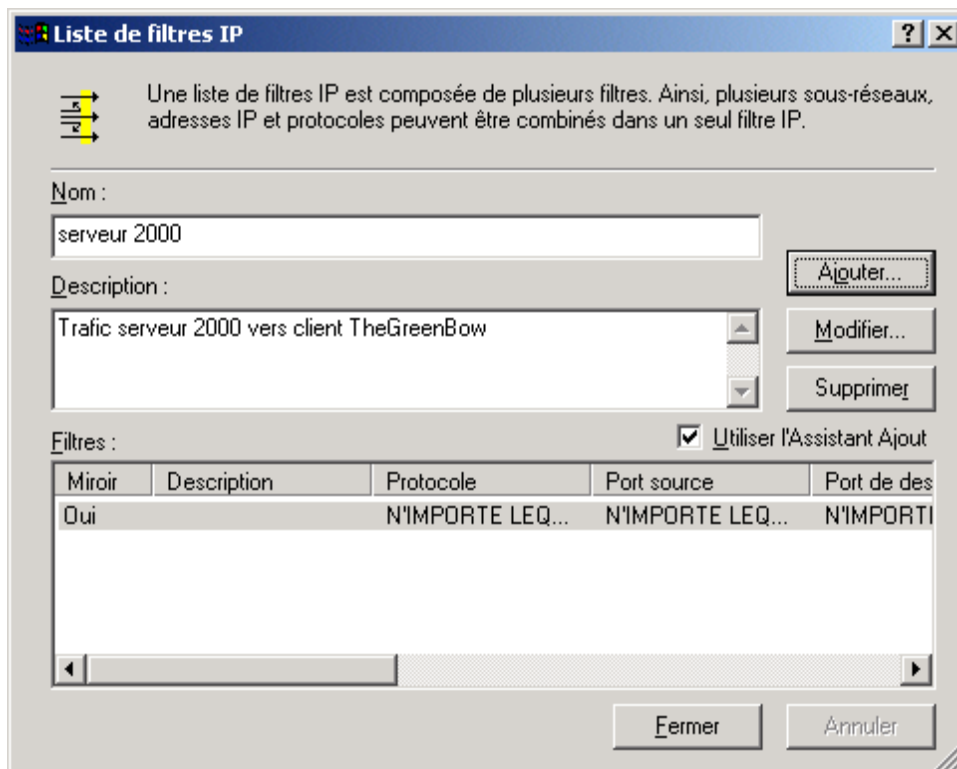 Liste de filtres IP
Une liste de filtres IP est composée de plusieurs filtres. Ainsi, plusieurs sous-réseaux,
adresses IP et protocoles peuvent être combinés dans un seul filtre IP.
Nom :
serveur 2000
Ajouter...
Description :
Trafic serveur 2000 vers client TheGreenBow
Modifier...
Supprimer
Filtres :
Utiliser l'Assistant Ajout
Miroir Description Protocole Port source Port de des
Oui N'IMPORTE LEQ... N'IMPORTE LEQ... N'IMPORTI
Fermer Annuler